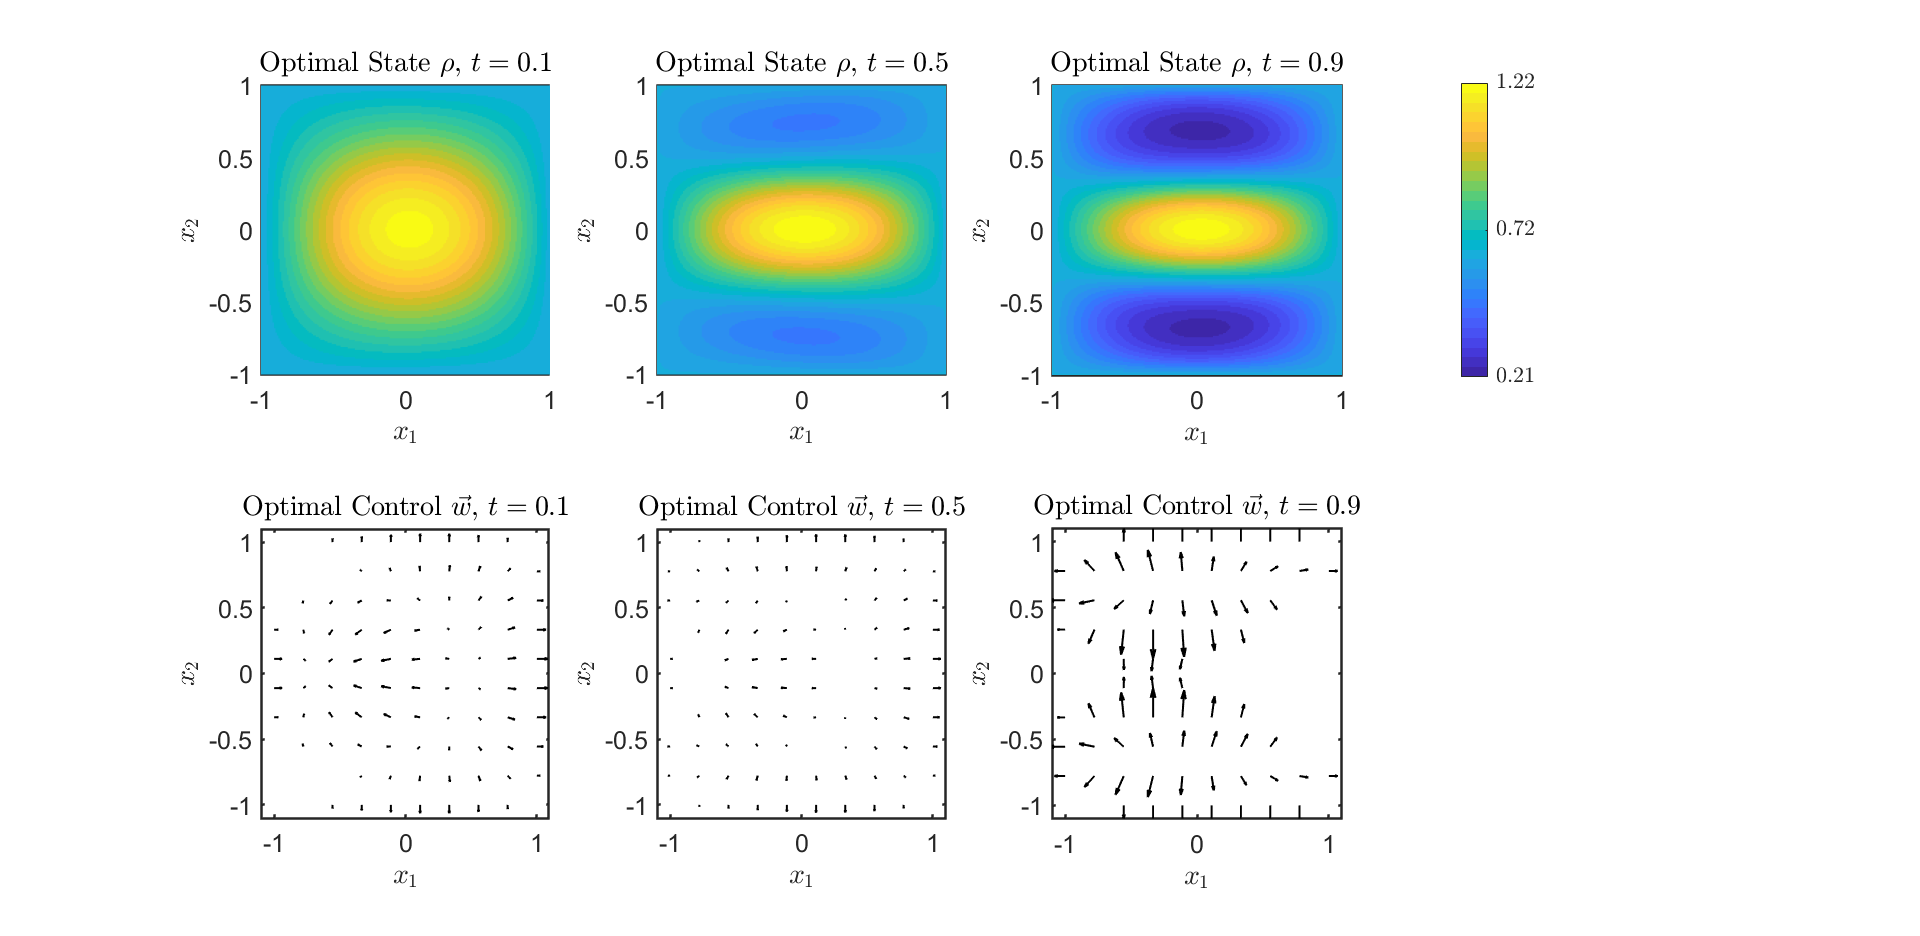 Optimal State ρ, t = 0.1
Optimal State ρ, t = 0.5
Optimal State ρ, t = 0.9
1
0.5
0
-0.5
-1
x₂
-1 0 1
x₁
1
0.5
0
-0.5
-1
x₂
-1 0 1
x₁
1
0.5
0
-0.5
-1
x₂
-1 0 1
x₁
1.22
0.72
0.21
Optimal Control w⃗, t = 0.1
Optimal Control w⃗, t = 0.5
Optimal Control w⃗, t = 0.9
1
0.5
0
-0.5
-1
x₂
-1 0 1
x₁
1
0.5
0
-0.5
-1
x₂
-1 0 1
x₁
1
0.5
0
-0.5
-1
x₂
-1 0 1
x₁